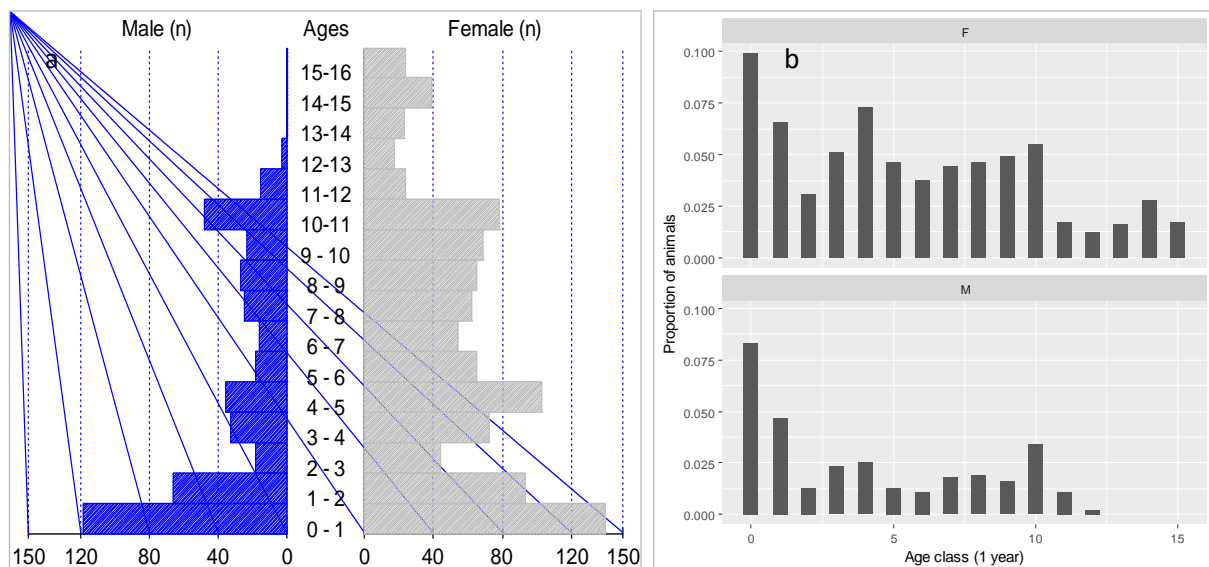 Male (n) Ages Female (n)
a
15-16
14-15
13-14
12-13
11-12
10-11
9 - 10
8 - 9
7 - 8
6 - 7
5 - 6
4 - 5
3 - 4
2 - 3
1 - 2
0 - 1
150 120 80 40 0 0 40 80 120 150
b
F
0.100
0.075
0.050
0.025
0.000
M
0.100
0.075
0.050
0.025
0.000
0 5 10 15
Proportion of animals
Age class (1 year)